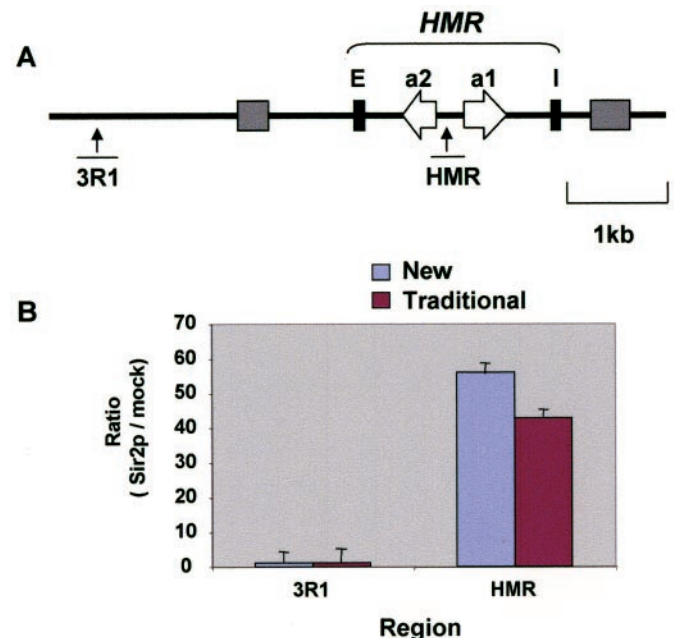 A
HMR
E a2 a1 I
3R1
HMR
1kb
New
Traditional
B
70
60
50
40
30
20
10
0
Ratio
( Sir2p / mock)
3R1 HMR
Region